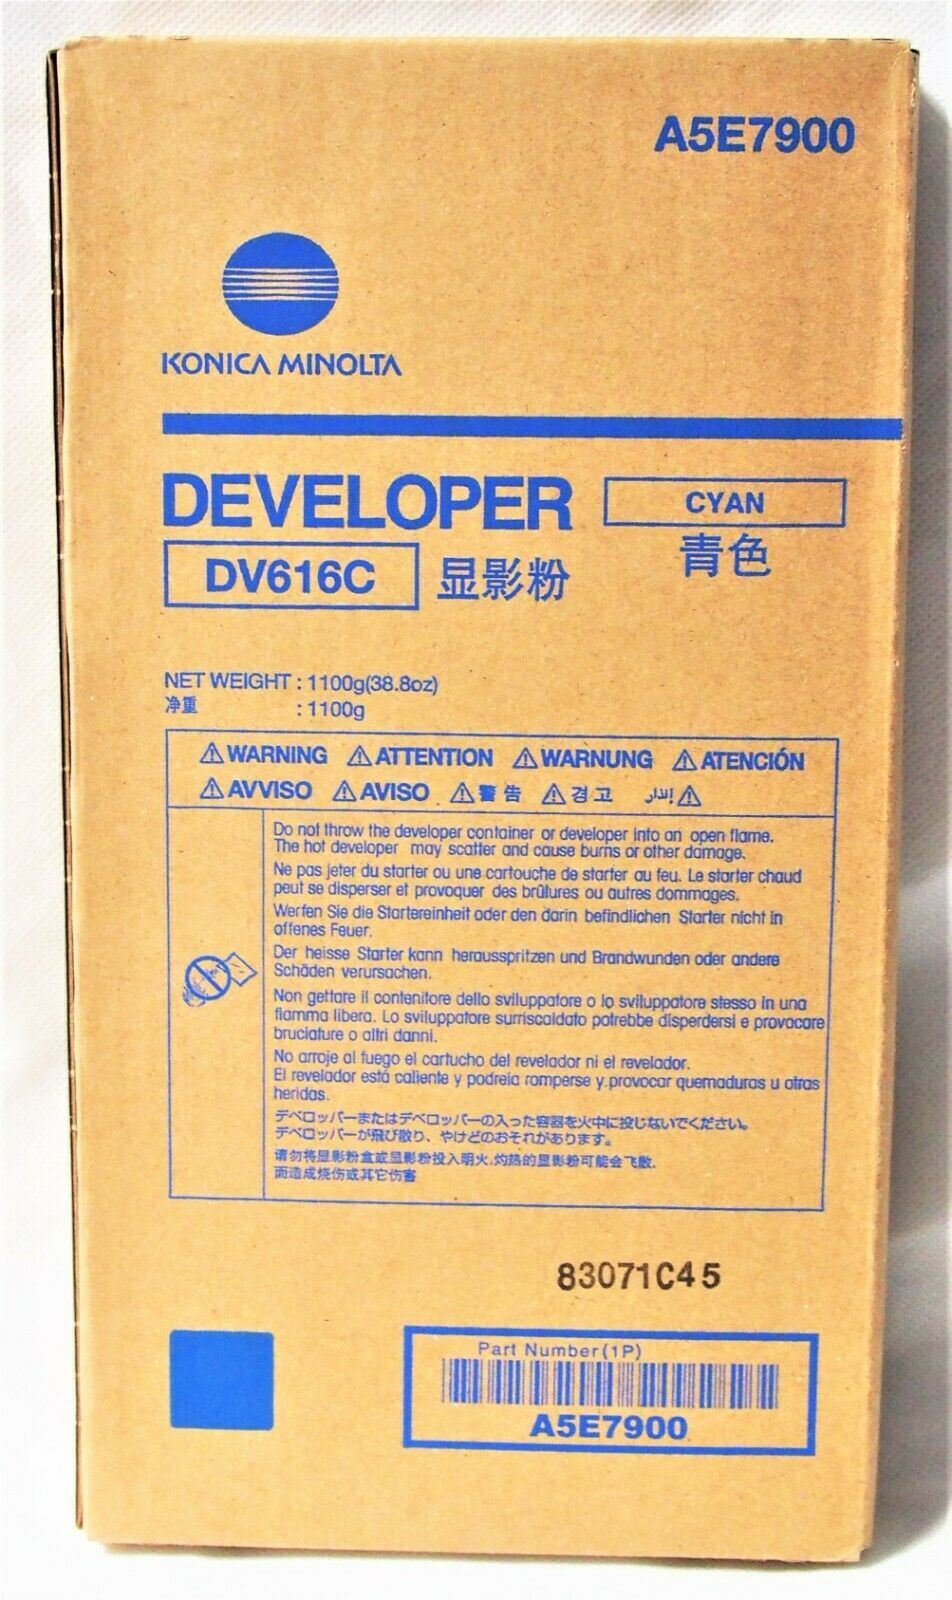 A5E7900
KONICA MINOLTA
DEVELOPER
CYAN
青色
DV616C
显影粉
NET WEIGHT : 1100g(38.8oz)
净重 : 1100g
⚠WARNING ⚠ATTENTION ⚠WARNUNG ⚠ATENCIÓN
⚠AVVISO ⚠AVISO ⚠警告 ⚠경고 إنذار⚠
Do not throw the developer container or developer into an open flame.
The hot developer may scatter and cause burns or other damage.
Ne pas jeter du starter ou une cartouche de starter au feu. Le starter chaud
peut se disperser et provoquer des brûlures ou autres dommages.
Werfen Sie die Startereinheit oder den darin befindlichen Starter nicht in
offenes Feuer.
Der heisse Starter kann herausspritzen und Brandwunden oder andere
Schäden verursachen.
Non gettare il contenitore dello sviluppatore o lo sviluppatore stesso in una
fiamma libera. Lo sviluppatore surriscaldato potrebbe disperdersi e provocare
bruciature o altri danni.
No arroje al fuego el cartucho del revelador ni el revelador.
El revelador está caliente y podreía romperse y provocar quemaduras u otras
heridas.
デベロッパーまたはデベロッパーの入った容器を火中に投じないでください。
デベロッパーが飛び散り、やけどのおそれがあります。
请勿将显影粉盒或显影粉投入明火.灼热的显影粉可能会飞散.
而造成烧伤或其它伤害
83071C45
Part Number(1P)
A5E7900